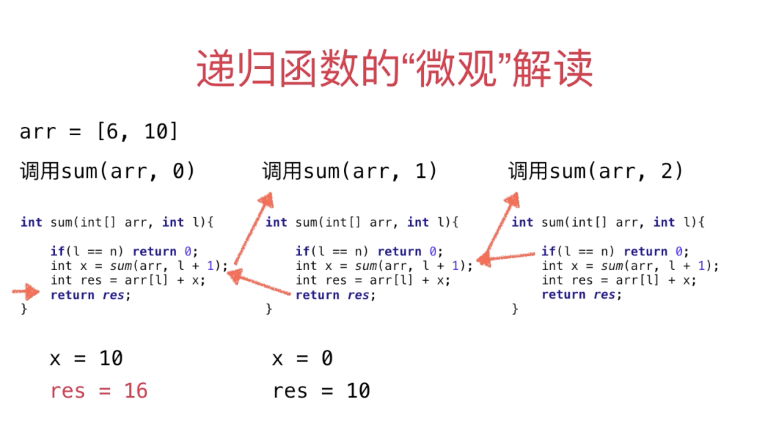 递归函数的“微观”解读
arr = [6, 10]
调用sum(arr, 0)
int sum(int[] arr, int l){
if(l == n) return 0;
int x = sum(arr, l + 1);
int res = arr[l] + x;
return res;
}
x = 10
res = 16
调用sum(arr, 1)
int sum(int[] arr, int l){
if(l == n) return 0;
int x = sum(arr, l + 1);
int res = arr[l] + x;
return res;
}
x = 0
res = 10
调用sum(arr, 2)
int sum(int[] arr, int l){
if(l == n) return 0;
int x = sum(arr, l + 1);
int res = arr[l] + x;
return res;
}